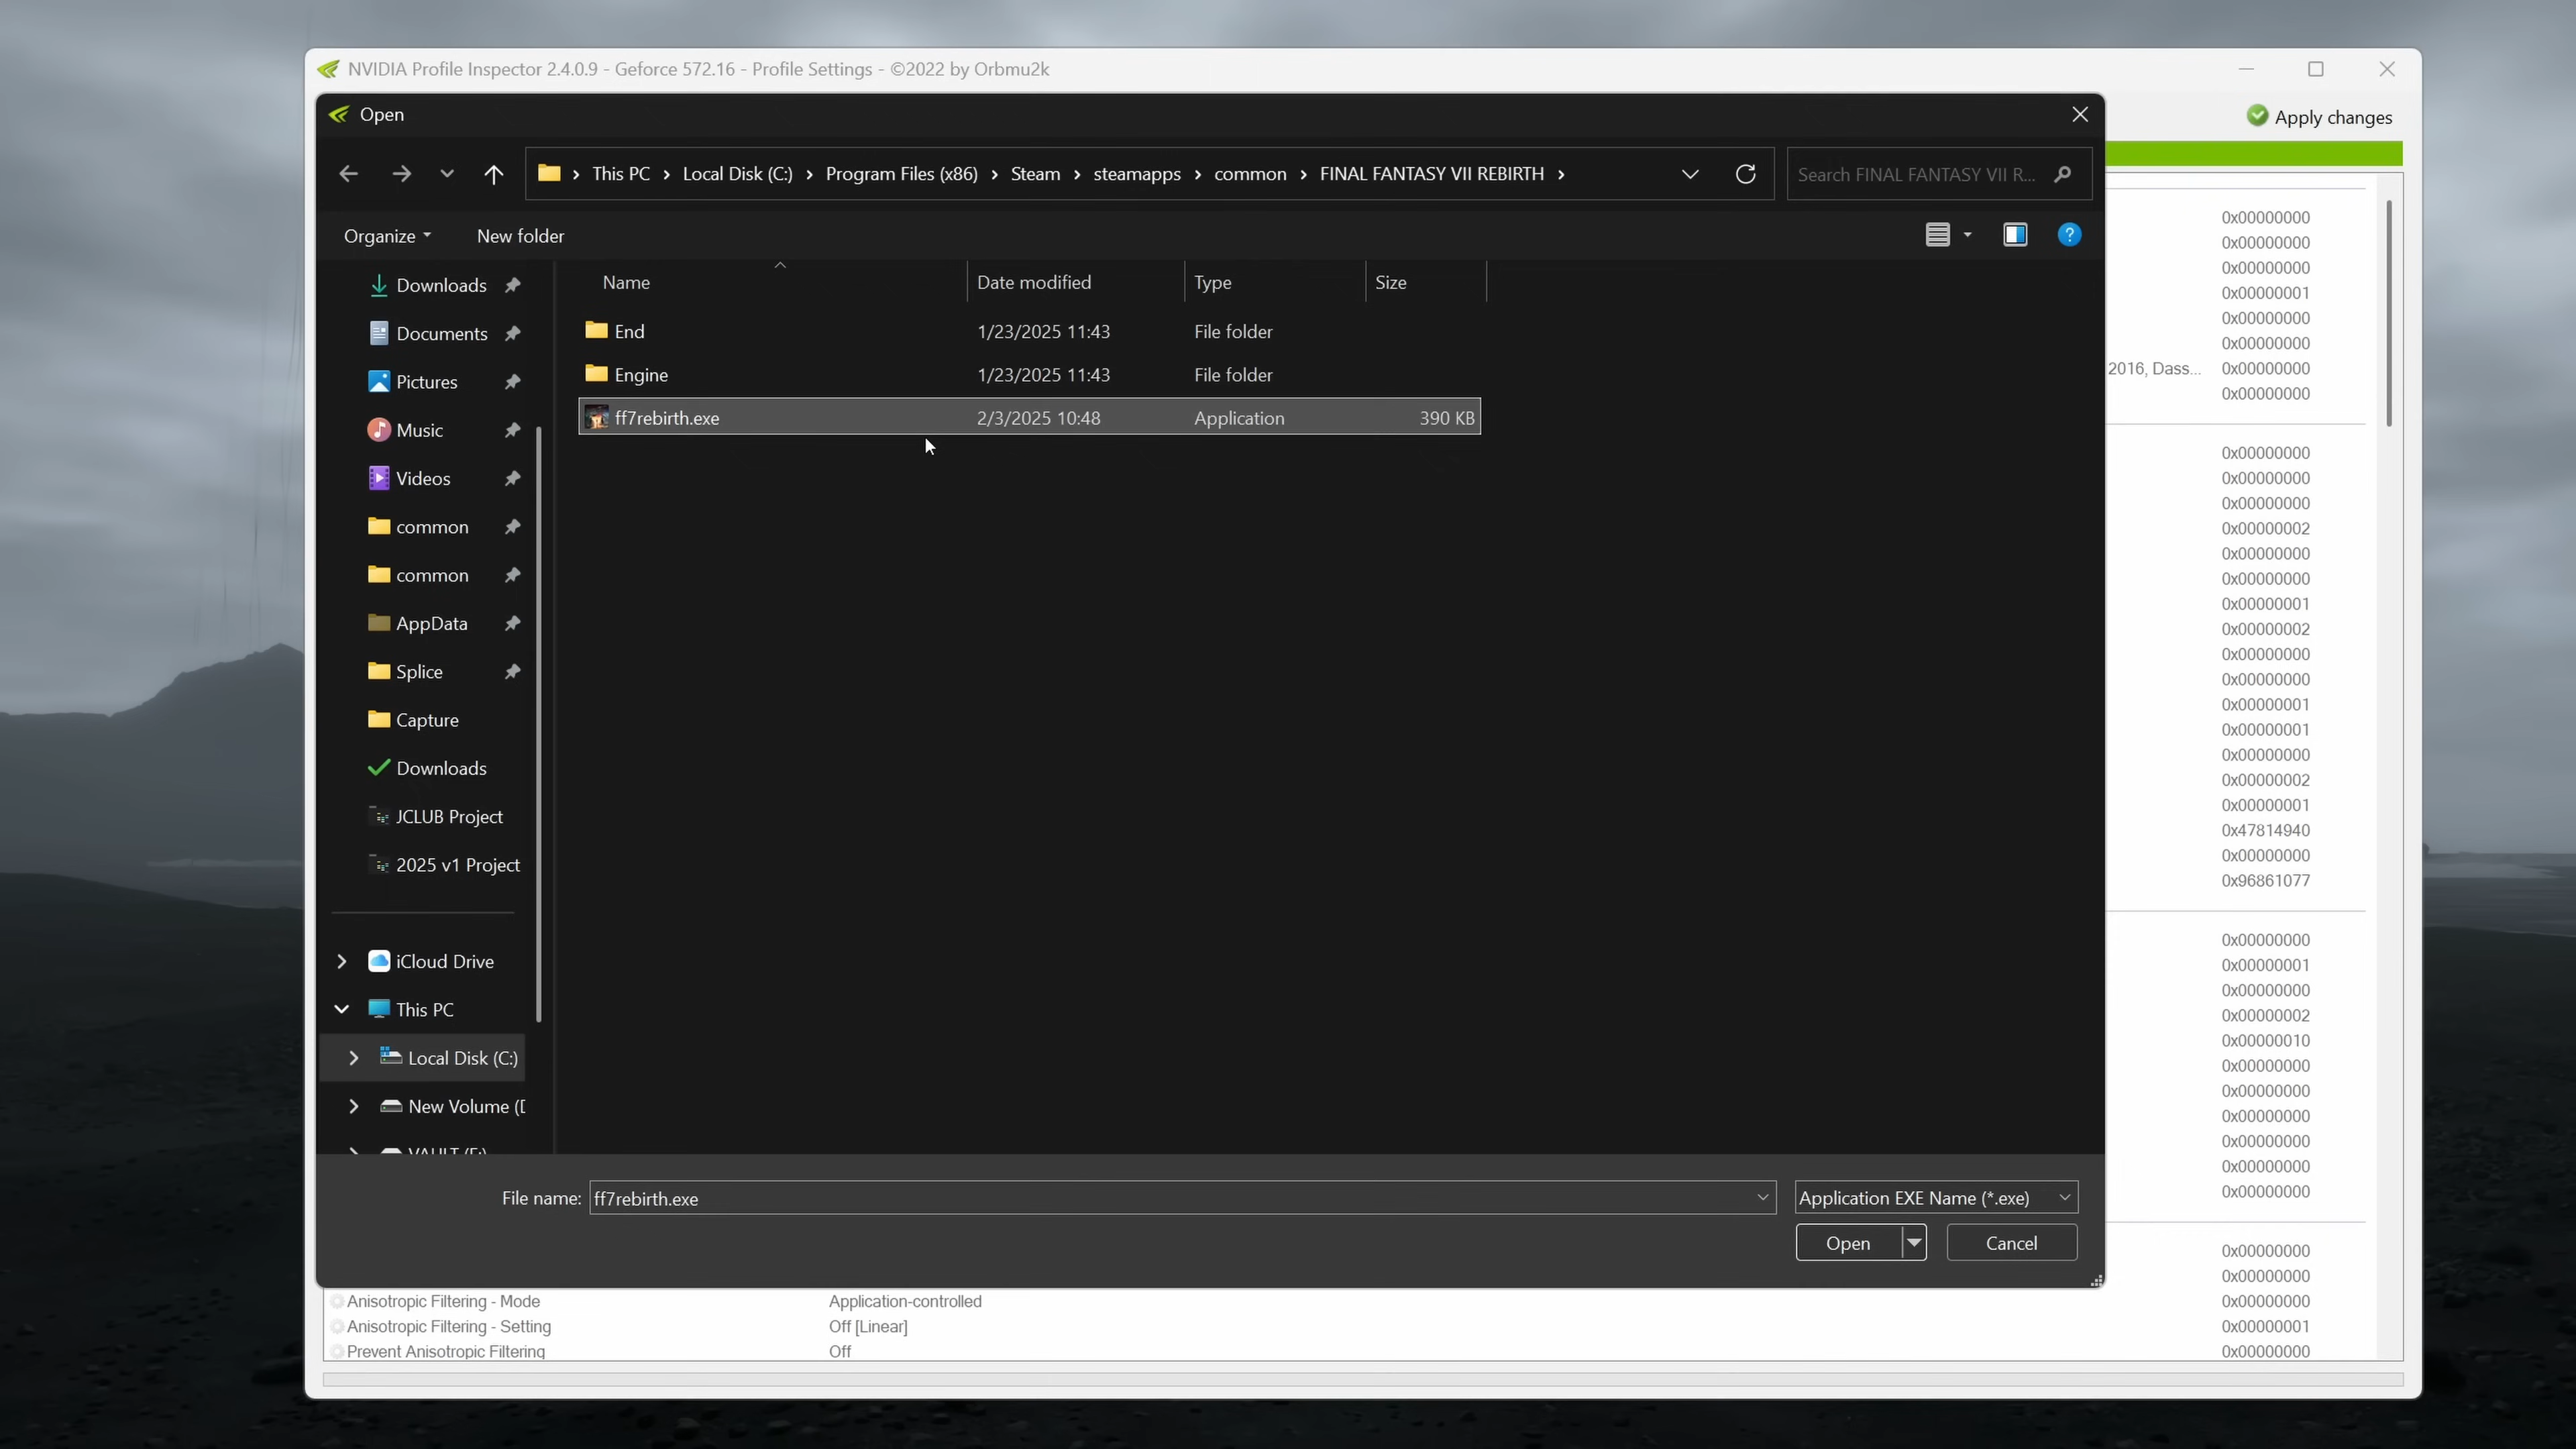 NVIDIA Profile Inspector 2.4.0.9 - Geforce 572.16 - Profile Settings - ©2022 by Orbmu2k
Open
Apply changes
This PC › Local Disk (C:) › Program Files (x86) › Steam › steamapps › common › FINAL FANTASY VII REBIRTH ›
Search FINAL FANTASY VII R...
Organize
New folder
Name
Date modified
Type
Size
End 1/23/2025 11:43 File folder
Engine 1/23/2025 11:43 File folder
ff7rebirth.exe 2/3/2025 10:48 Application 390 KB
Downloads
Documents
Pictures
Music
Videos
common
common
AppData
Splice
Capture
Downloads
JCLUB Project
2025 v1 Project
iCloud Drive
This PC
Local Disk (C:)
New Volume (
File name: ff7rebirth.exe
Application EXE Name (*.exe)
Open
Cancel
0x00000000
0x00000000
0x00000000
0x00000001
0x00000000
0x00000000
2016, Dass... 0x00000000
0x00000000
0x00000000
0x00000000
0x00000000
0x00000002
0x00000000
0x00000000
0x00000001
0x00000002
0x00000000
0x00000000
0x00000001
0x00000001
0x00000000
0x00000002
0x00000001
0x47814940
0x00000000
0x96861077
0x00000000
0x00000001
0x00000000
0x00000002
0x00000010
0x00000000
0x00000000
0x00000000
0x00000000
0x00000000
0x00000000
0x00000000
0x00000000
Anisotropic Filtering - Mode Application-controlled 0x00000000
Anisotropic Filtering - Setting Off [Linear] 0x00000001
Prevent Anisotropic Filtering Off 0x00000000